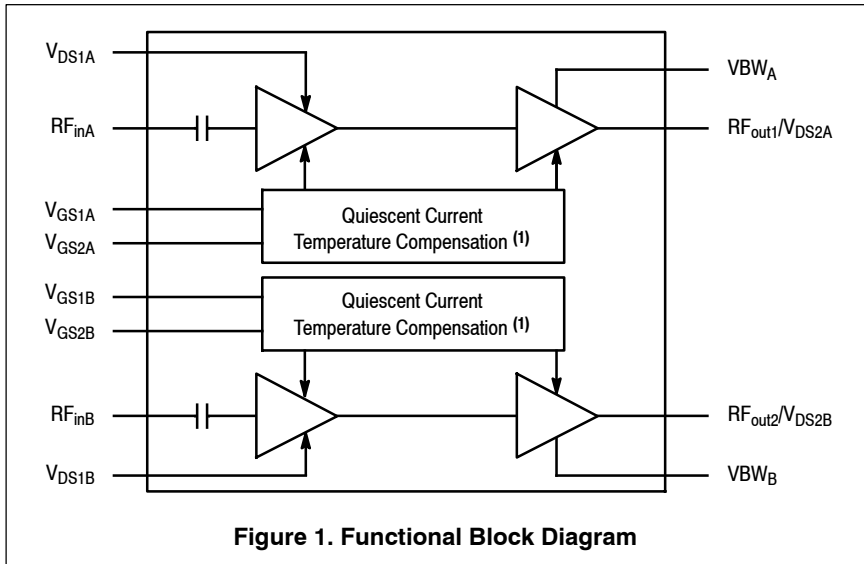 V_DS1A
VBW_A
RF_inA
RF_out1/V_DS2A
V_GS1A
Quiescent Current
V_GS2A
Temperature Compensation (1)
V_GS1B
Quiescent Current
V_GS2B
Temperature Compensation (1)
RF_inB
RF_out2/V_DS2B
V_DS1B
VBW_B
Figure 1. Functional Block Diagram